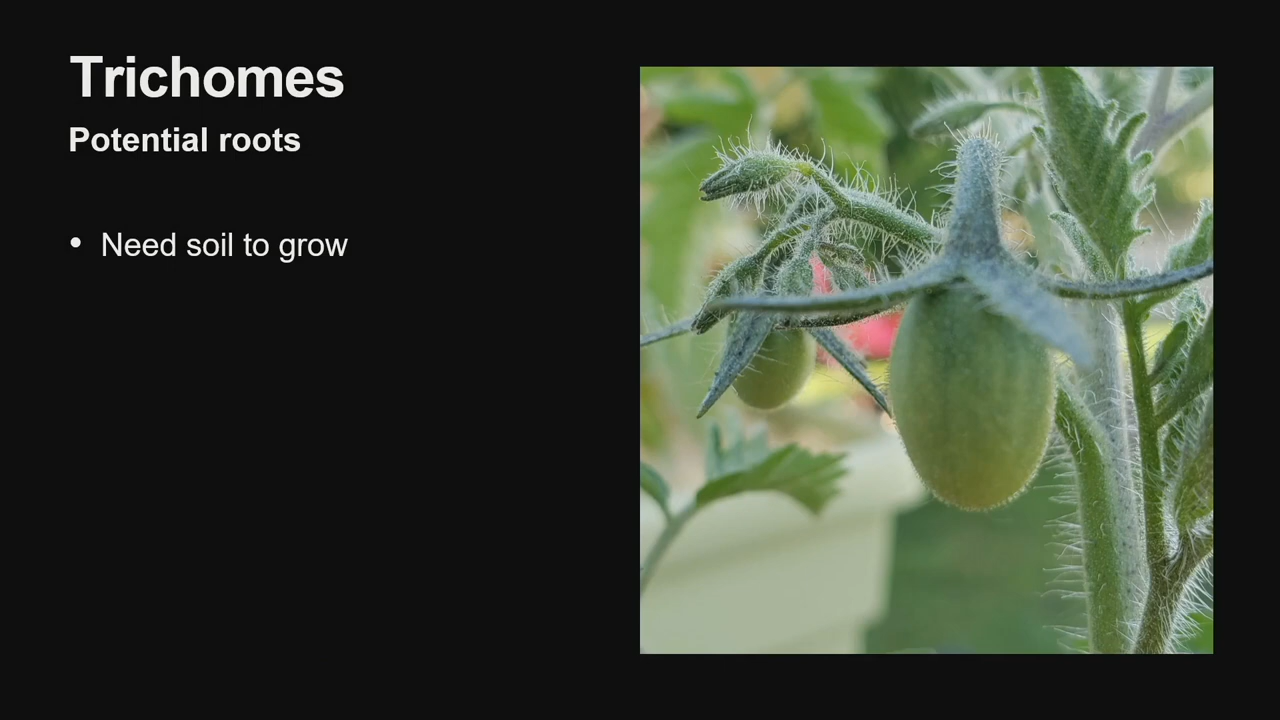 Trichomes
Potential roots
• Need soil to grow